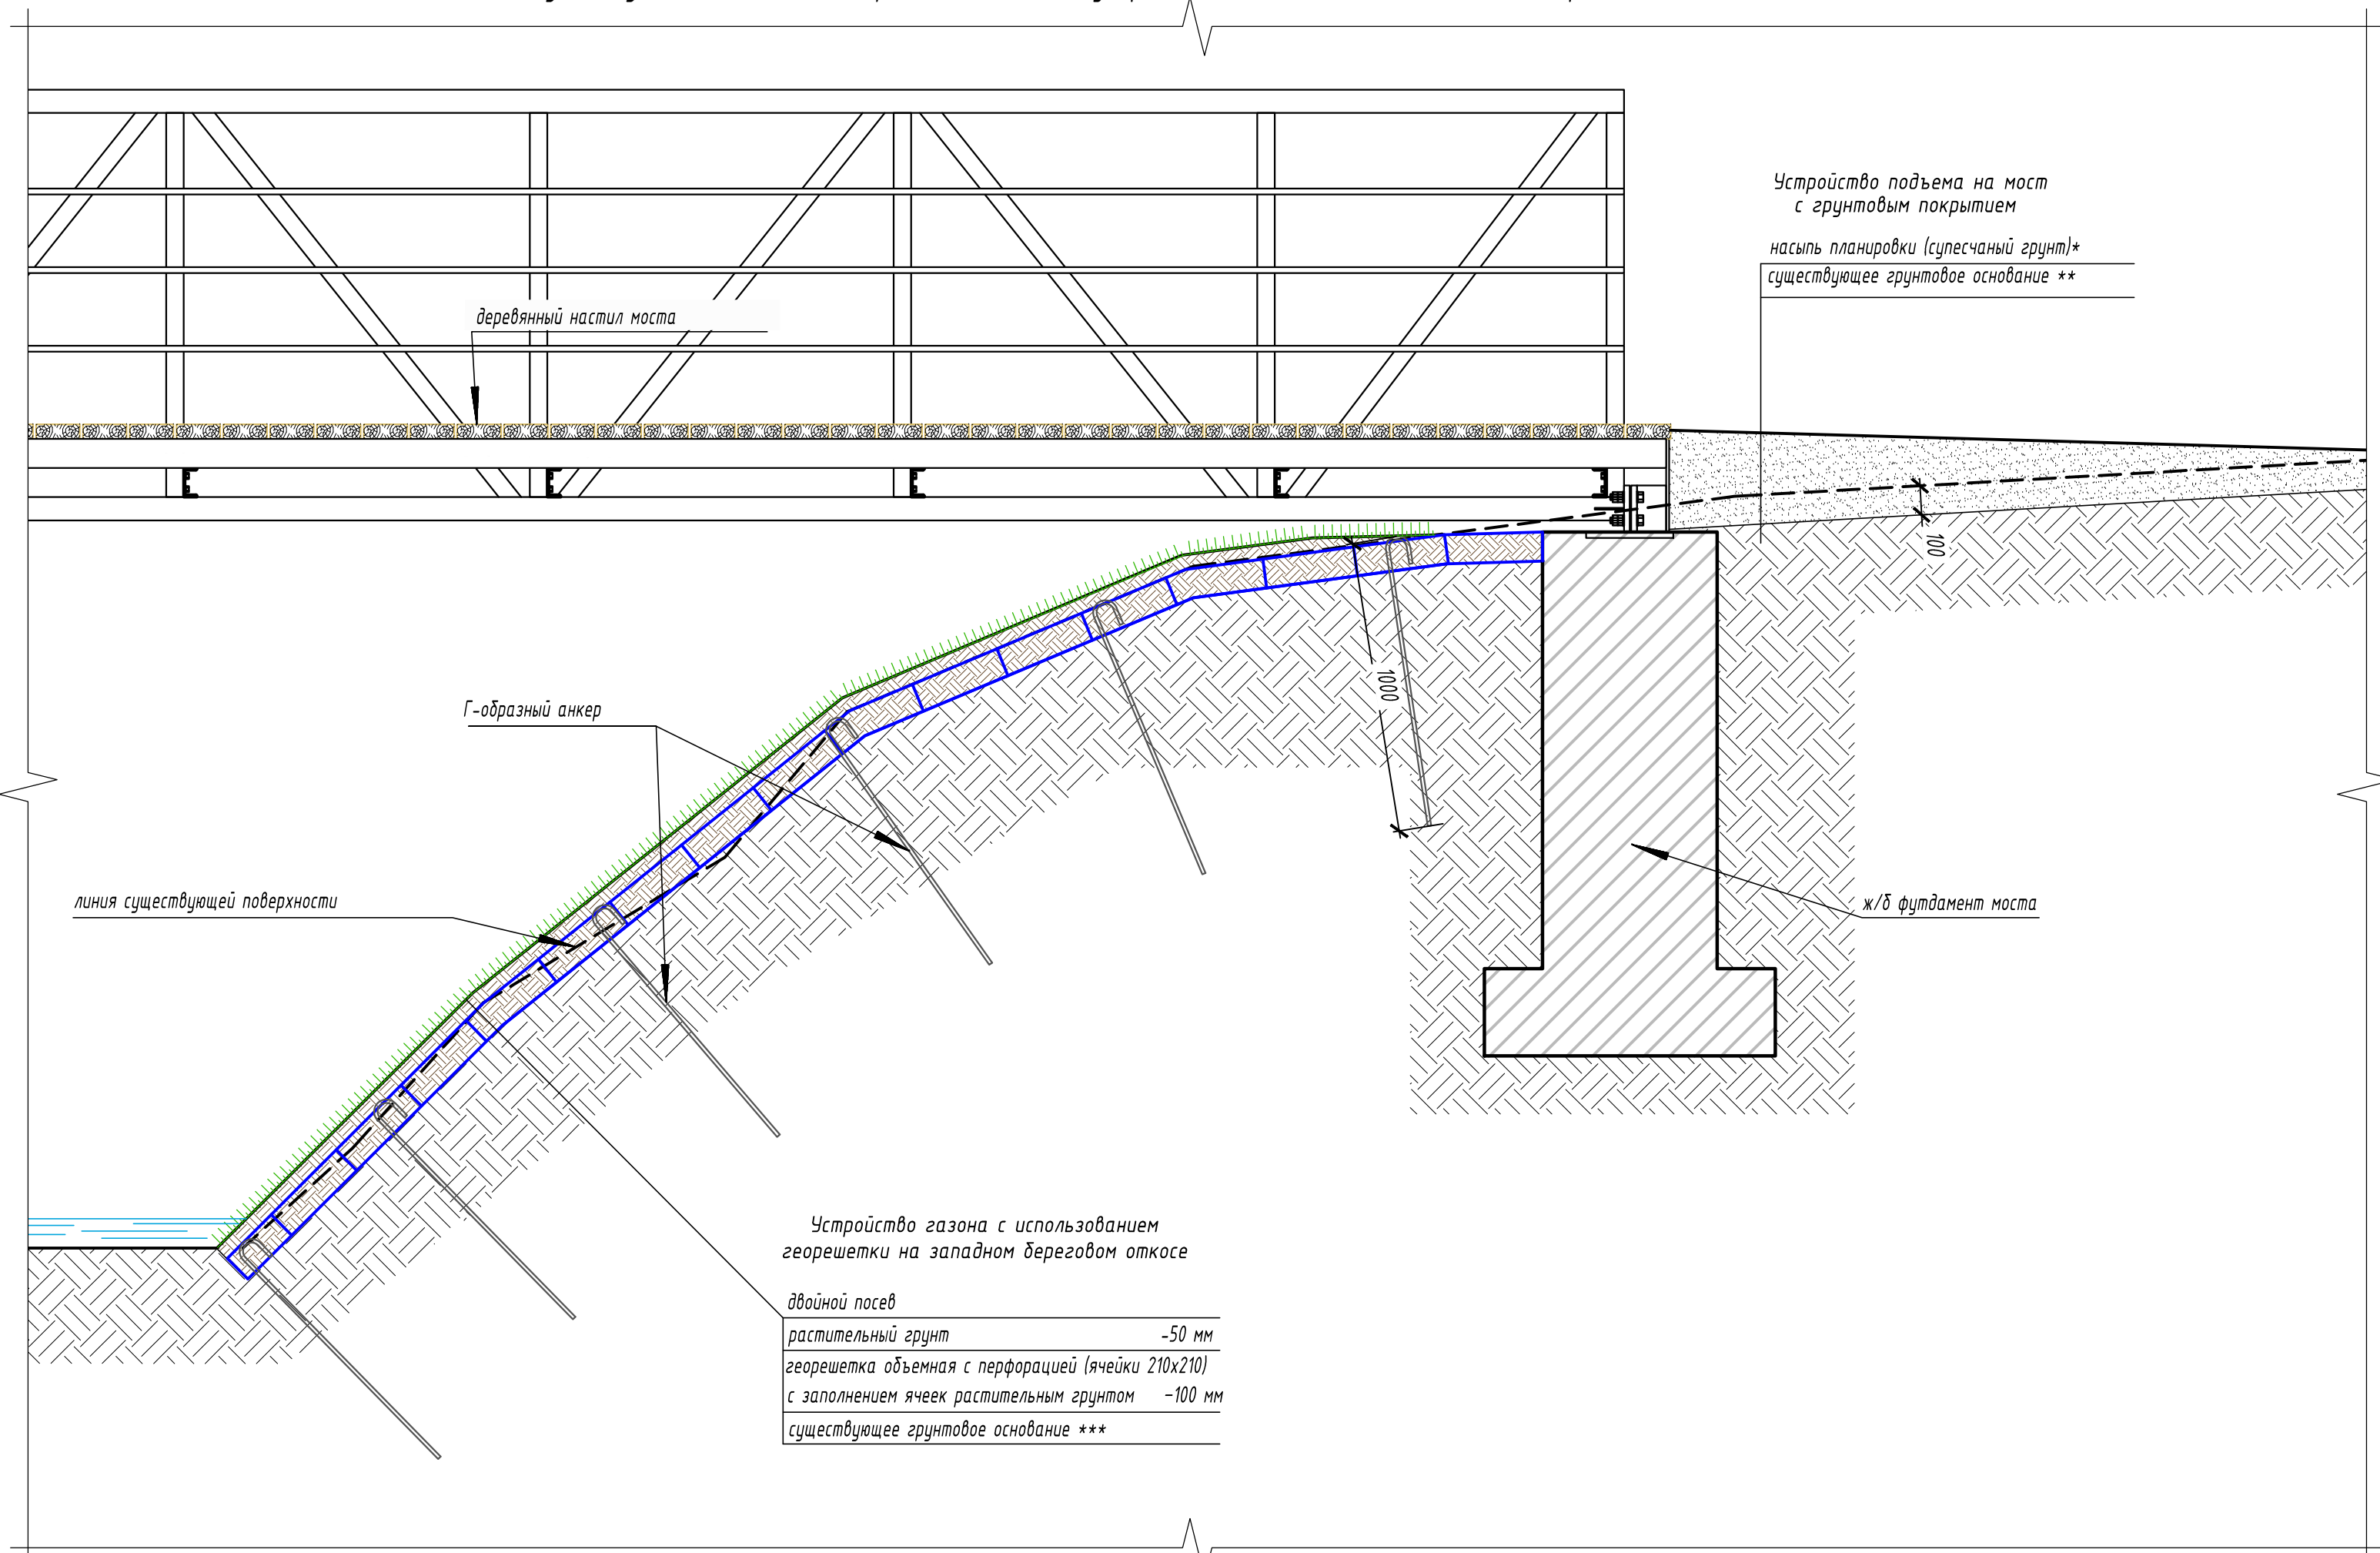 Устройство подъема на мост
с грунтовым покрытием
насыпь планировки (супесчаный грунт)*
существующее грунтовое основание **
деревянный настил моста
100
1000
Г-образный анкер
линия существующей поверхности
ж/б футдамент моста
Устройство газона с использованием
георешетки на западном береговом откосе
двойной посев
растительный грунт -50 мм
георешетка объемная с перфорацией (ячейки 210х210)
с заполнением ячеек растительным грунтом -100 мм
существующее грунтовое основание ***